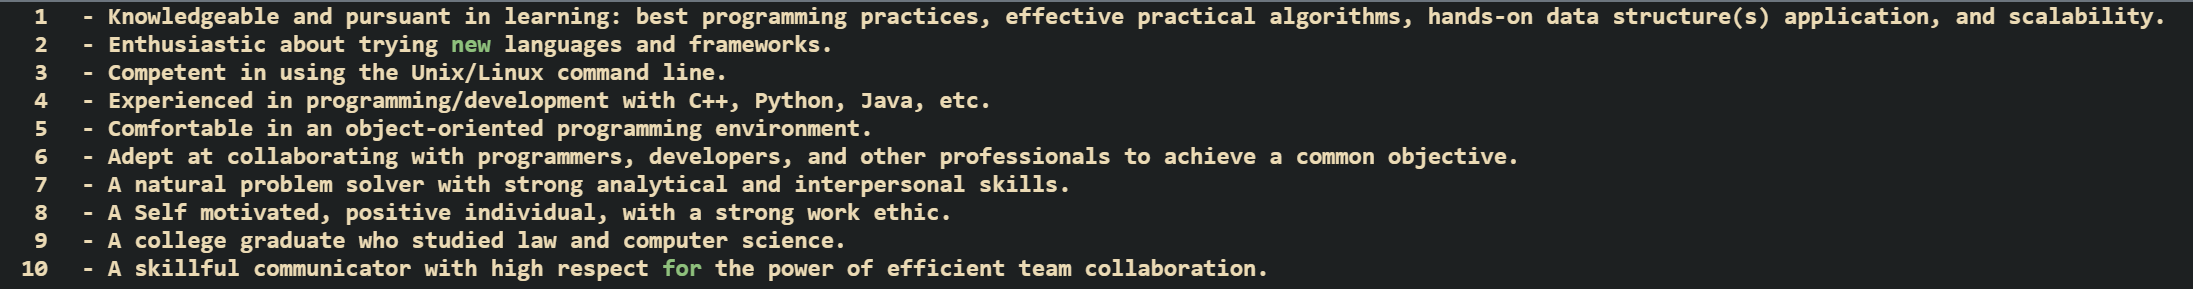 1 - Knowledgeable and pursuant in learning: best programming practices, effective practical algorithms, hands-on data structure(s) application, and scalability.
2 - Enthusiastic about trying new languages and frameworks.
3 - Competent in using the Unix/Linux command line.
4 - Experienced in programming/development with C++, Python, Java, etc.
5 - Comfortable in an object-oriented programming environment.
6 - Adept at collaborating with programmers, developers, and other professionals to achieve a common objective.
7 - A natural problem solver with strong analytical and interpersonal skills.
8 - A Self motivated, positive individual, with a strong work ethic.
9 - A college graduate who studied law and computer science.
10 - A skillful communicator with high respect for the power of efficient team collaboration.